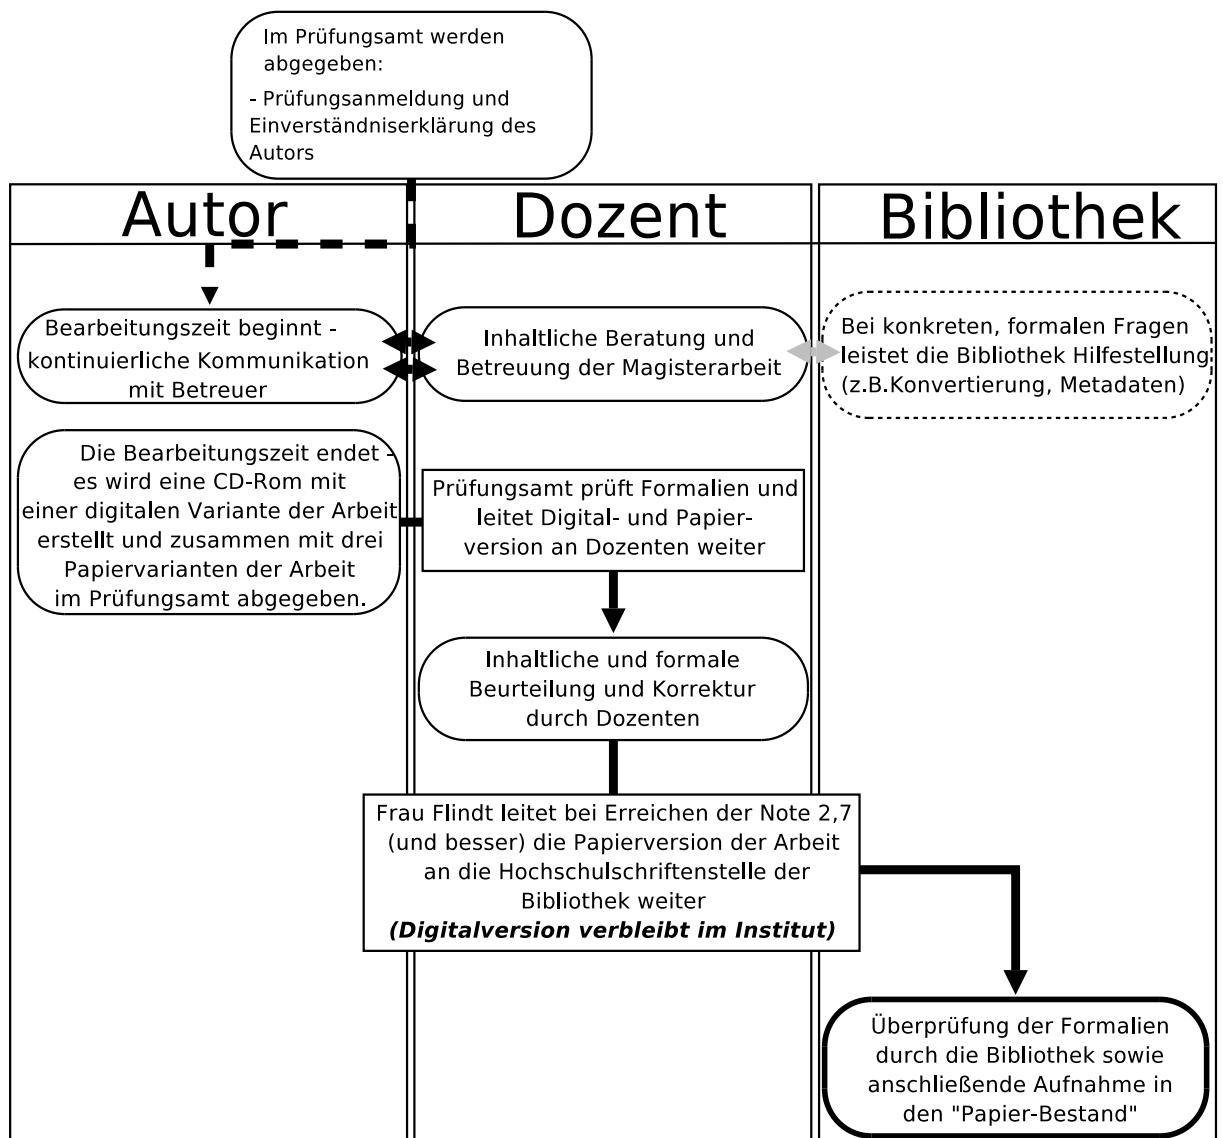 Im Prüfungsamt werden
abgegeben:
- Prüfungsanmeldung und
Einverständniserklärung des
Autors
Autor
Dozent
Bibliothek
Bearbeitungszeit beginnt -
kontinuierliche Kommunikation
mit Betreuer
Inhaltliche Beratung und
Betreuung der Magisterarbeit
Bei konkreten, formalen Fragen
leistet die Bibliothek Hilfestellung
(z.B.Konvertierung, Metadaten)
Die Bearbeitungszeit endet -
es wird eine CD-Rom mit
einer digitalen Variante der Arbeit
erstellt und zusammen mit drei
Papiervarianten der Arbeit
im Prüfungsamt abgegeben.
Prüfungsamt prüft Formalien und
leitet Digital- und Papier-
version an Dozenten weiter
Inhaltliche und formale
Beurteilung und Korrektur
durch Dozenten
Frau Flindt leitet bei Erreichen der Note 2,7
(und besser) die Papierversion der Arbeit
an die Hochschulschriftenstelle der
Bibliothek weiter
(Digitalversion verbleibt im Institut)
Überprüfung der Formalien
durch die Bibliothek sowie
anschließende Aufnahme in
den "Papier-Bestand"